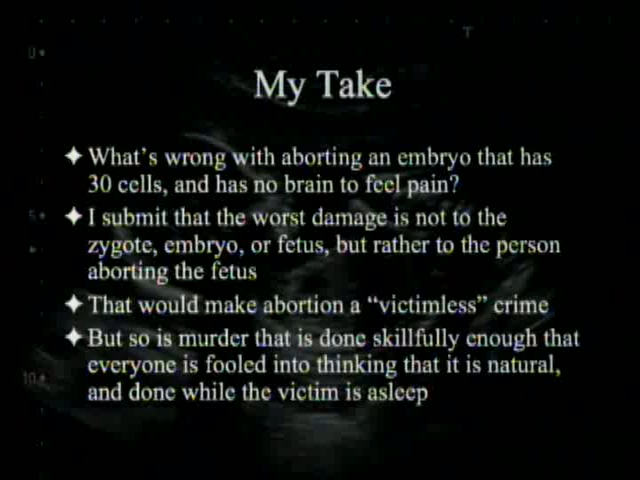 T
0
My Take
What's wrong with aborting an embryo that has
30 cells, and has no brain to feel pain?
I submit that the worst damage is not to the
5
zygote, embryo, or fetus, but rather to the person
aborting the fetus
That would make abortion a “victimless” crime
But so is murder that is done skillfully enough that
everyone is fooled into thinking that it is natural,
10
and done while the victim is asleep